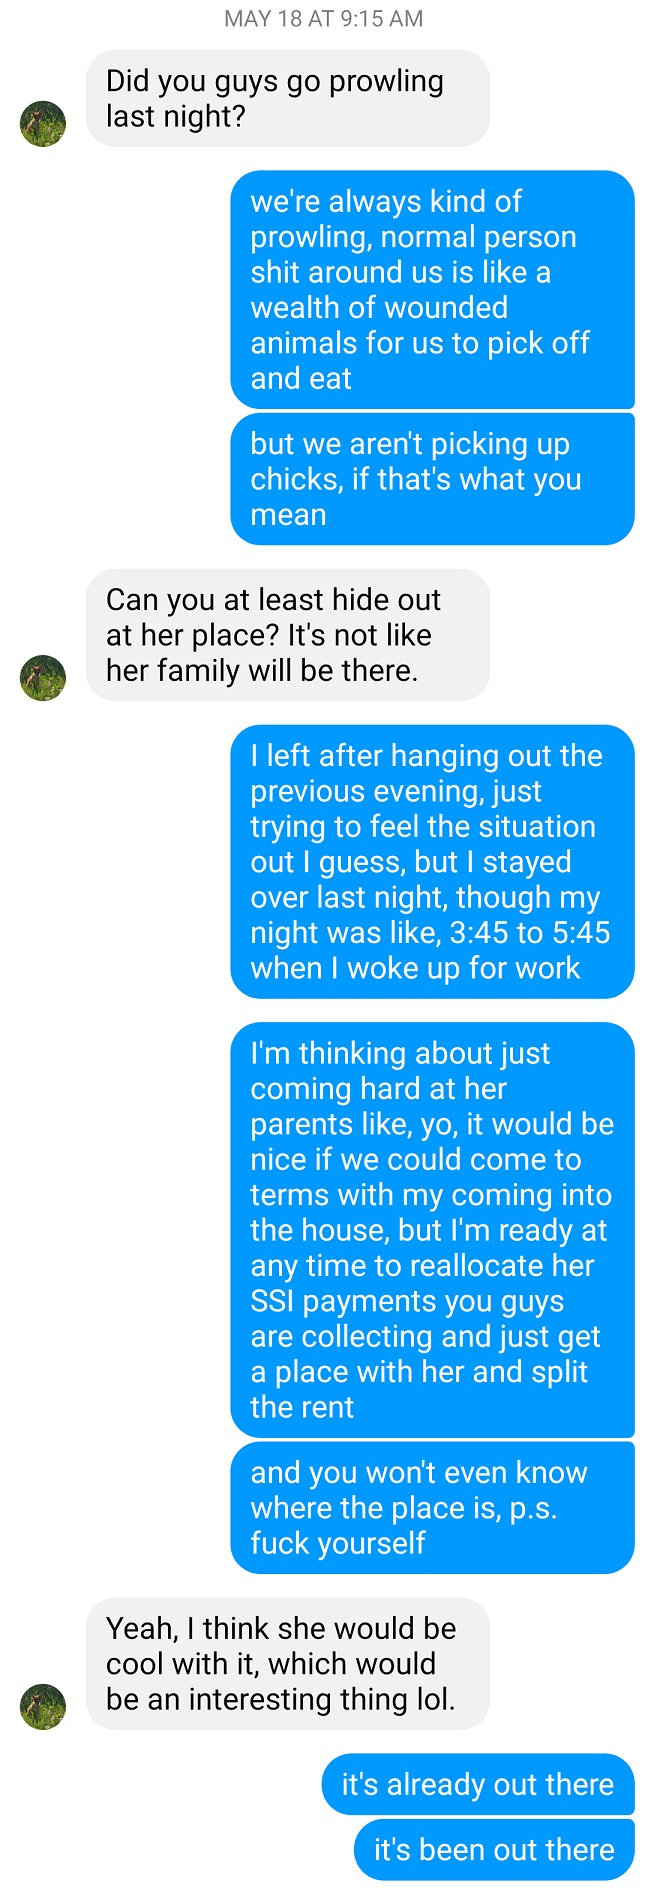 MAY 18 AT 9:15 AM
Did you guys go prowling
last night?
we're always kind of
prowling, normal person
shit around us is like a
wealth of wounded
animals for us to pick off
and eat
but we aren't picking up
chicks, if that's what you
mean
Can you at least hide out
at her place? It's not like
her family will be there.
I left after hanging out the
previous evening, just
trying to feel the situation
out I guess, but I stayed
over last night, though my
night was like, 3:45 to 5:45
when I woke up for work
I'm thinking about just
coming hard at her
parents like, yo, it would be
nice if we could come to
terms with my coming into
the house, but I'm ready at
any time to reallocate her
SSI payments you guys
are collecting and just get
a place with her and split
the rent
and you won't even know
where the place is, p.s.
fuck yourself
Yeah, I think she would be
cool with it, which would
be an interesting thing lol.
it's already out there
it's been out there